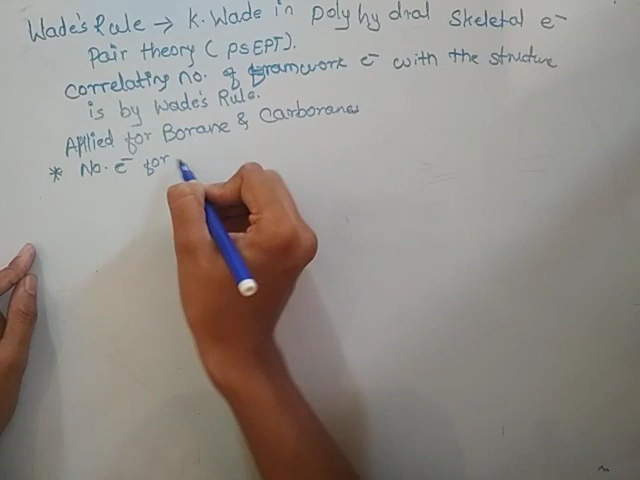 Wade's Rule → K. Wade in Polyhydral Skeletal e⁻
Pair theory (PSEPT).
Correlating no. of framework e⁻ with the structure
is by Wade's Rule.
Applied for Borane & Carboranes
* No. e⁻ for